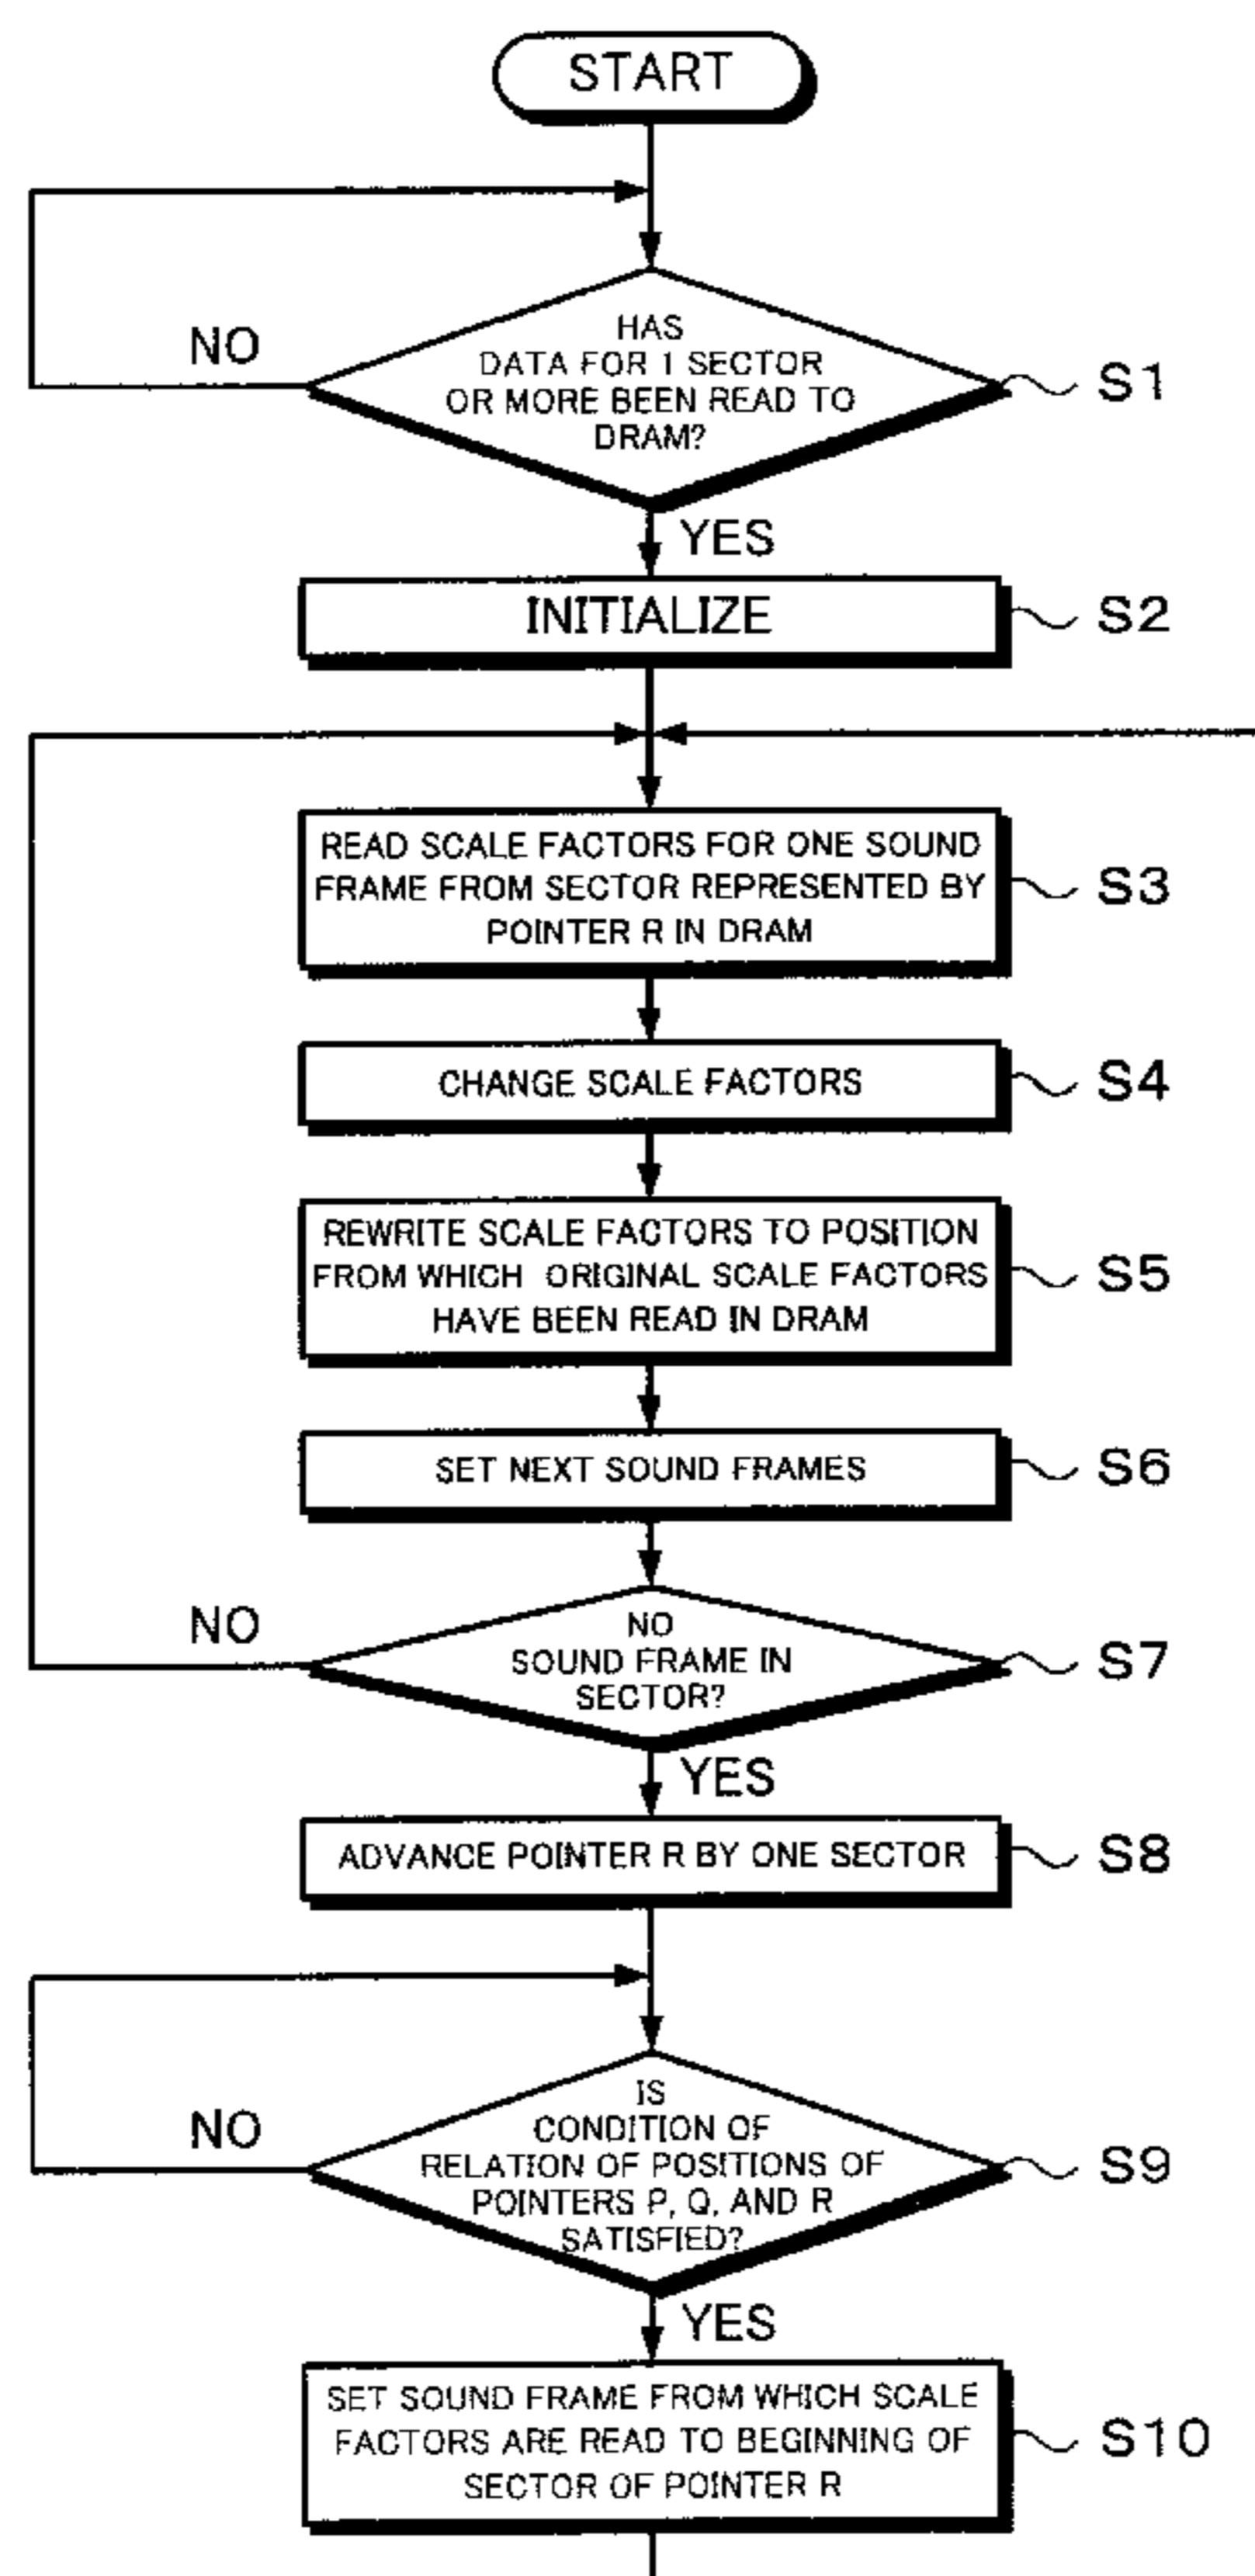 START
NO
HAS
DATA FOR 1 SECTOR
OR MORE BEEN READ TO
DRAM?
S1
YES
INITIALIZE
S2
READ SCALE FACTORS FOR ONE SOUND
FRAME FROM SECTOR REPRESENTED BY
POINTER R IN DRAM
S3
CHANGE SCALE FACTORS
S4
REWRITE SCALE FACTORS TO POSITION
FROM WHICH ORIGINAL SCALE FACTORS
HAVE BEEN READ IN DRAM
S5
SET NEXT SOUND FRAMES
S6
NO
NO
SOUND FRAME IN
SECTOR?
S7
YES
ADVANCE POINTER R BY ONE SECTOR
S8
NO
IS
CONDITION OF
RELATION OF POSITIONS OF
POINTERS P, Q, AND R
SATISFIED?
S9
YES
SET SOUND FRAME FROM WHICH SCALE
FACTORS ARE READ TO BEGINNING OF
SECTOR OF POINTER R
S10